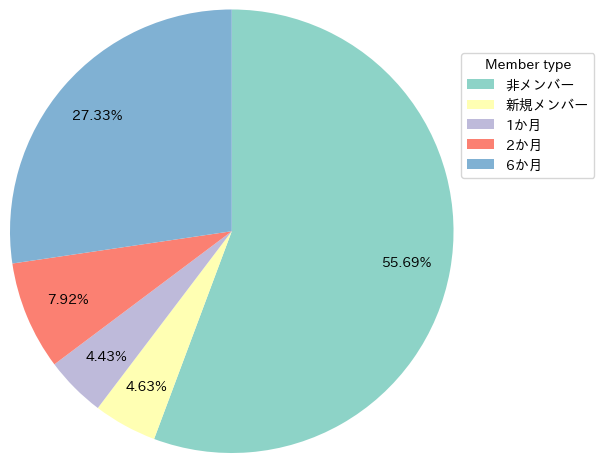 Member type
非メンバー
新規メンバー
1か月
2か月
6か月
27.33%
55.69%
7.92%
4.43%
4.63%